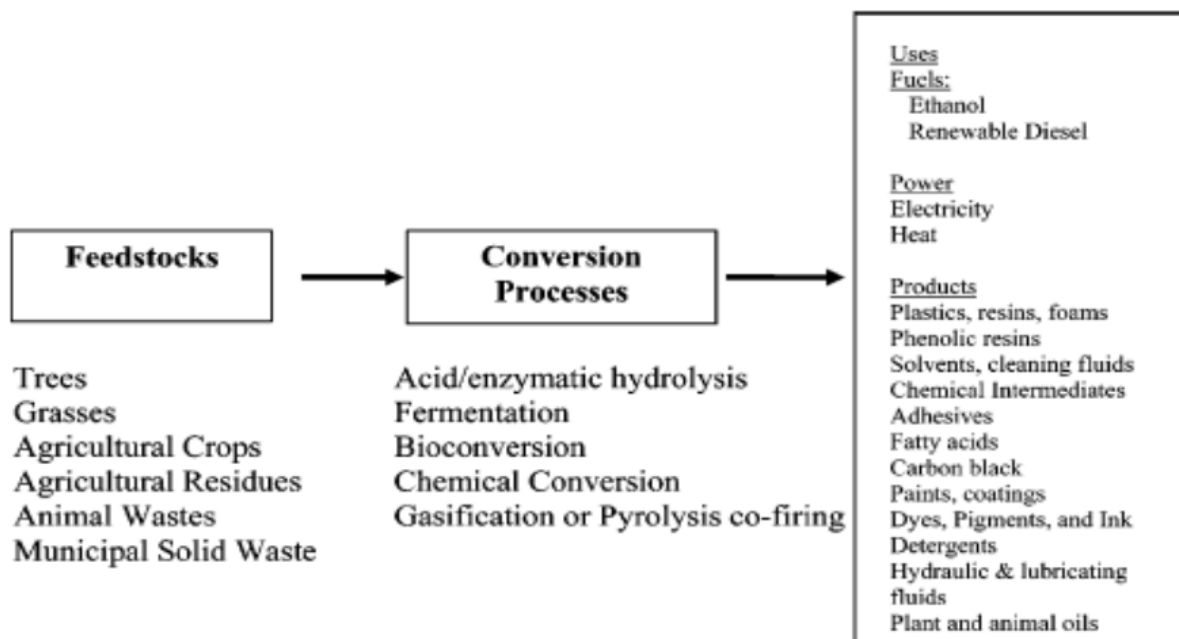 Feedstocks
Trees
Grasses
Agricultural Crops
Agricultural Residues
Animal Wastes
Municipal Solid Waste
Conversion
Processes
Acid/enzymatic hydrolysis
Fermentation
Bioconversion
Chemical Conversion
Gasification or Pyrolysis co-firing
Uses
Fuels:
Ethanol
Renewable Diesel
Power
Electricity
Heat
Products
Plastics, resins, foams
Phenolic resins
Solvents, cleaning fluids
Chemical Intermediates
Adhesives
Fatty acids
Carbon black
Paints, coatings
Dyes, Pigments, and Ink
Detergents
Hydraulic & lubricating
fluids
Plant and animal oils